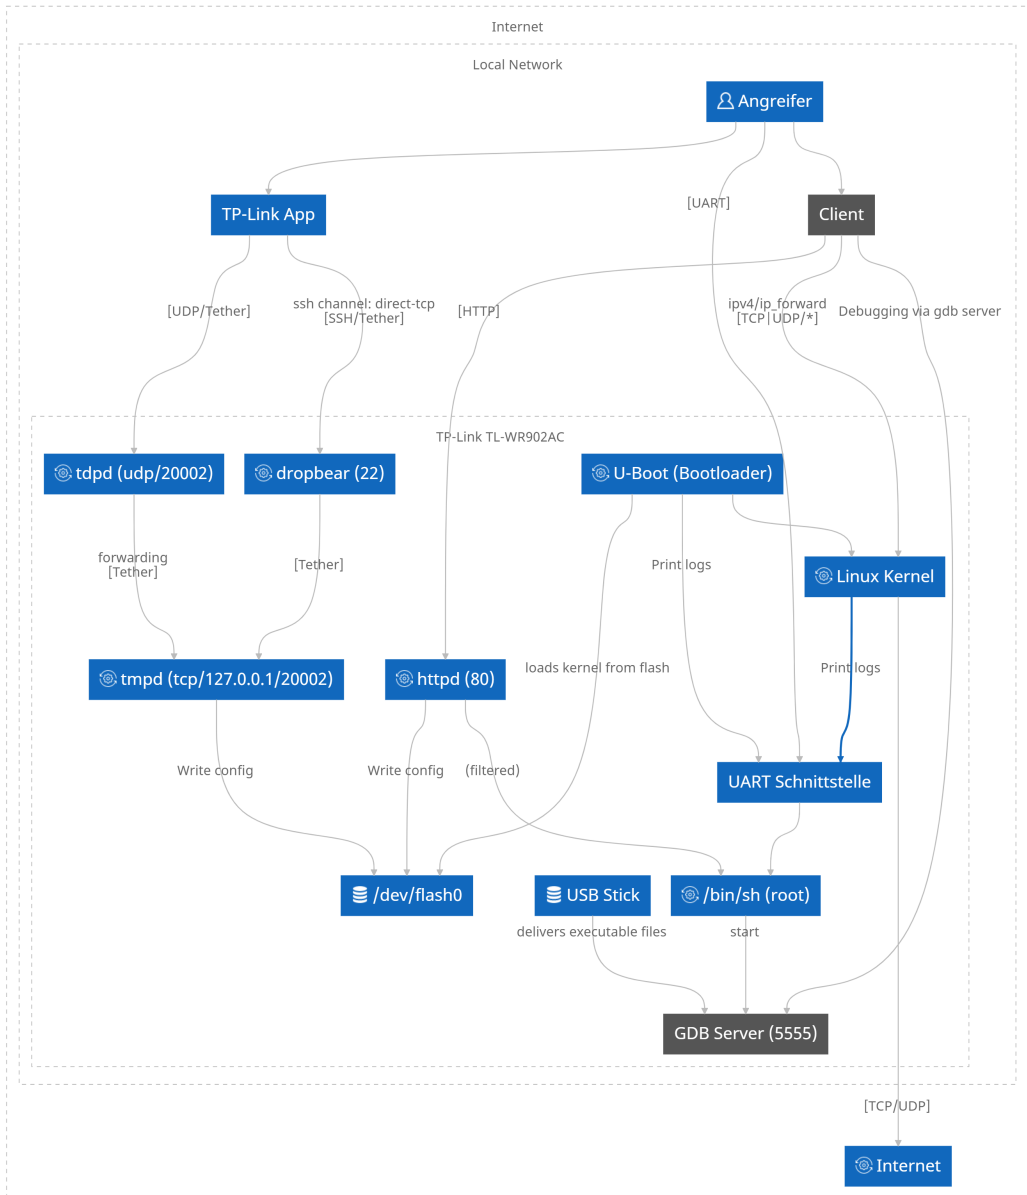 Internet
Local Network
Angreifer
[UART]
TP-Link App
Client
[UDP/Tether]
ssh channel: direct-tcp
[SSH/Tether]
[HTTP]
ipv4/ip_forward
[TCP|UDP/*]
Debugging via gdb server
TP-Link TL-WR902AC
tdpd (udp/20002)
dropbear (22)
U-Boot (Bootloader)
forwarding
[Tether]
[Tether]
Print logs
Linux Kernel
tmpd (tcp/127.0.0.1/20002)
httpd (80)
loads kernel from flash
Print logs
Write config
Write config
(filtered)
UART Schnittstelle
/dev/flash0
USB Stick
/bin/sh (root)
delivers executable files
start
GDB Server (5555)
[TCP/UDP]
Internet